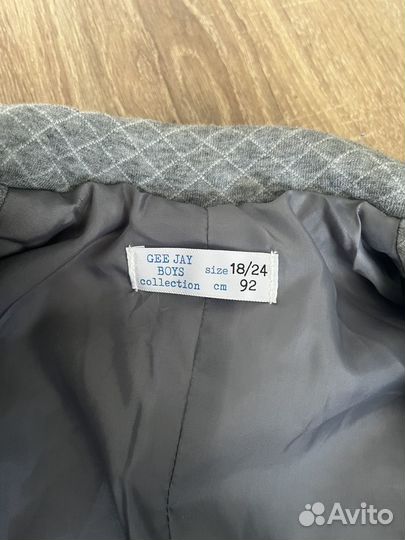 GEE JAY
BOYS size 18/24
collection cm 92
Avito